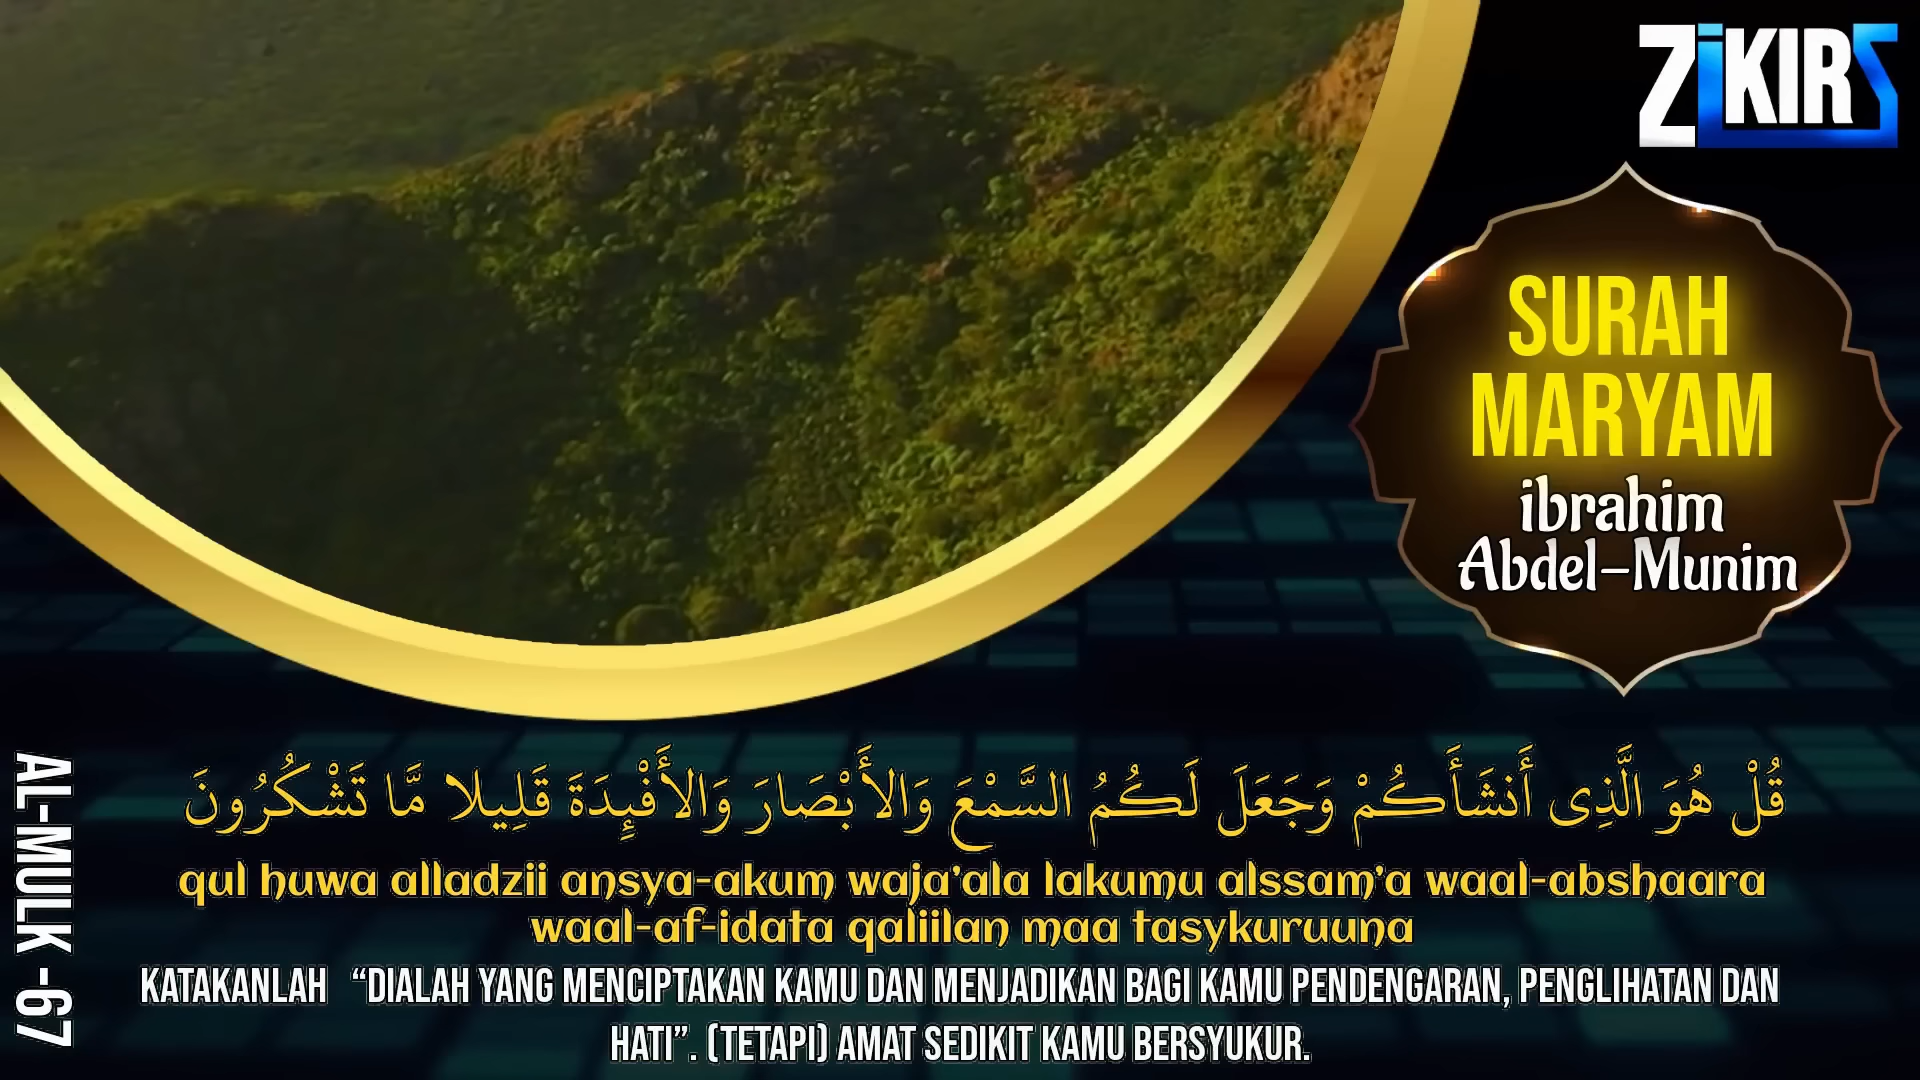 ZiKIRS
SURAH
MARYAM
ibrahim
Abdel-Munim
AL-MULK -67
قُلْ هُوَ الَّذِى أَنشَأَكُمْ وَجَعَلَ لَكُمُ السَّمْعَ وَالأَبْصَارَ وَالأَفْـِٕدَةَ قَلِيلا مَّا تَشْكُرُونَ
qul huwa alladzii ansya-akum waja'ala lakumu alssam'a waal-abshaara
waal-af-idata qaliilan maa tasykuruuna
KATAKANLAH “DIALAH YANG MENCIPTAKAN KAMU DAN MENJADIKAN BAGI KAMU PENDENGARAN, PENGLIHATAN DAN
HATI”. (TETAPI) AMAT SEDIKIT KAMU BERSYUKUR.